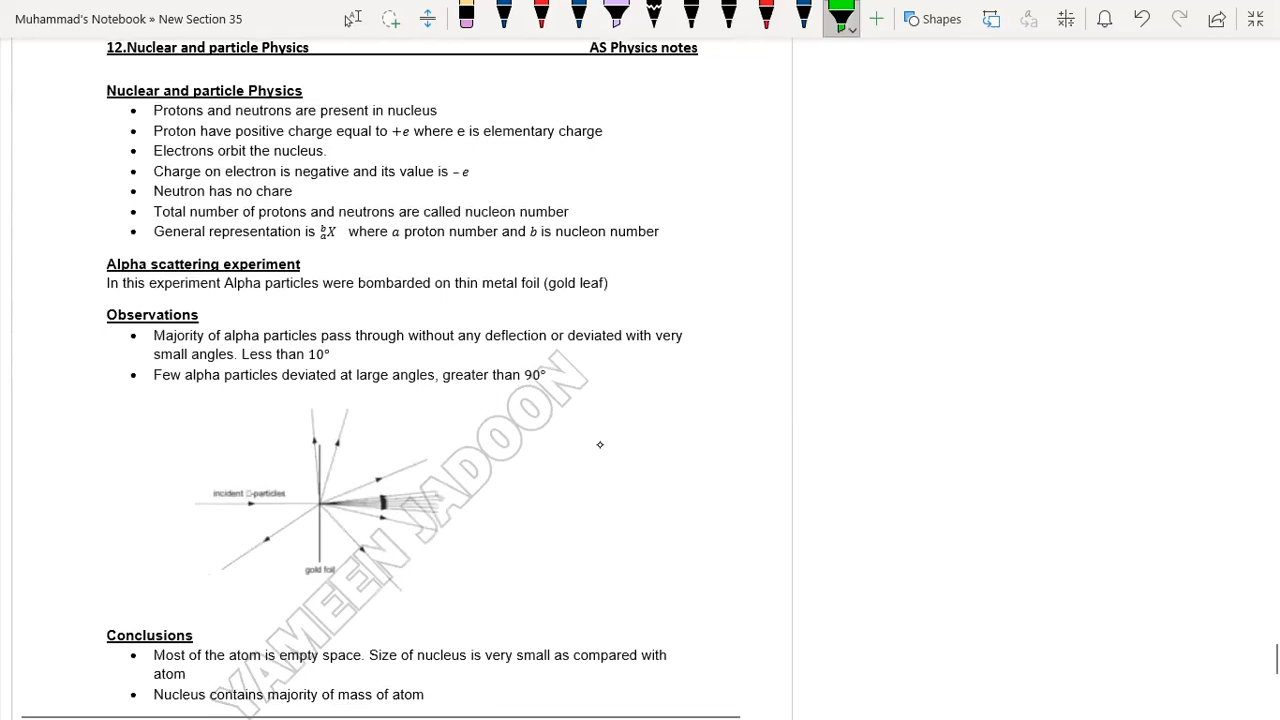 Muhammad's Notebook » New Section 35
Shapes
12.Nuclear and particle Physics AS Physics notes
Nuclear and particle Physics
• Protons and neutrons are present in nucleus
• Proton have positive charge equal to +e where e is elementary charge
• Electrons orbit the nucleus.
• Charge on electron is negative and its value is – e
• Neutron has no chare
• Total number of protons and neutrons are called nucleon number
• General representation is ᵇₐX where a proton number and b is nucleon number
Alpha scattering experiment
In this experiment Alpha particles were bombarded on thin metal foil (gold leaf)
Observations
• Majority of alpha particles pass through without any deflection or deviated with very
small angles. Less than 10°
• Few alpha particles deviated at large angles, greater than 90°
incident □-particles
gold foil
YAMEEN JADOON
Conclusions
• Most of the atom is empty space. Size of nucleus is very small as compared with
atom
• Nucleus contains majority of mass of atom